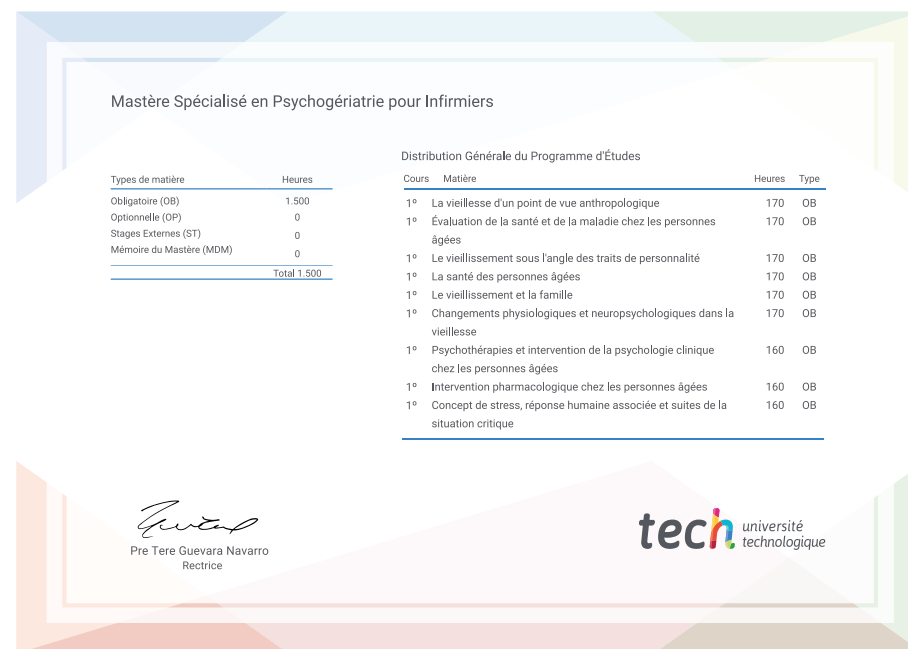 Mastère Spécialisé en Psychogériatrie pour Infirmiers
Types de matière Heures
Obligatoire (OB) 1.500
Optionnelle (OP) 0
Stages Externes (ST) 0
Mémoire du Mastère (MDM) 0
Total 1.500
Distribution Générale du Programme d'Études
Cours Matière Heures Type
1º La vieillesse d'un point de vue anthropologique 170 OB
1º Évaluation de la santé et de la maladie chez les personnes 170 OB
âgées
1º Le vieillissement sous l'angle des traits de personnalité 170 OB
1º La santé des personnes âgées 170 OB
1º Le vieillissement et la famille 170 OB
1º Changements physiologiques et neuropsychologiques dans la 170 OB
vieillesse
1º Psychothérapies et intervention de la psychologie clinique 160 OB
chez les personnes âgées
1º Intervention pharmacologique chez les personnes âgées 160 OB
1º Concept de stress, réponse humaine associée et suites de la 160 OB
situation critique
Pre Tere Guevara Navarro
Rectrice
tech université
technologique